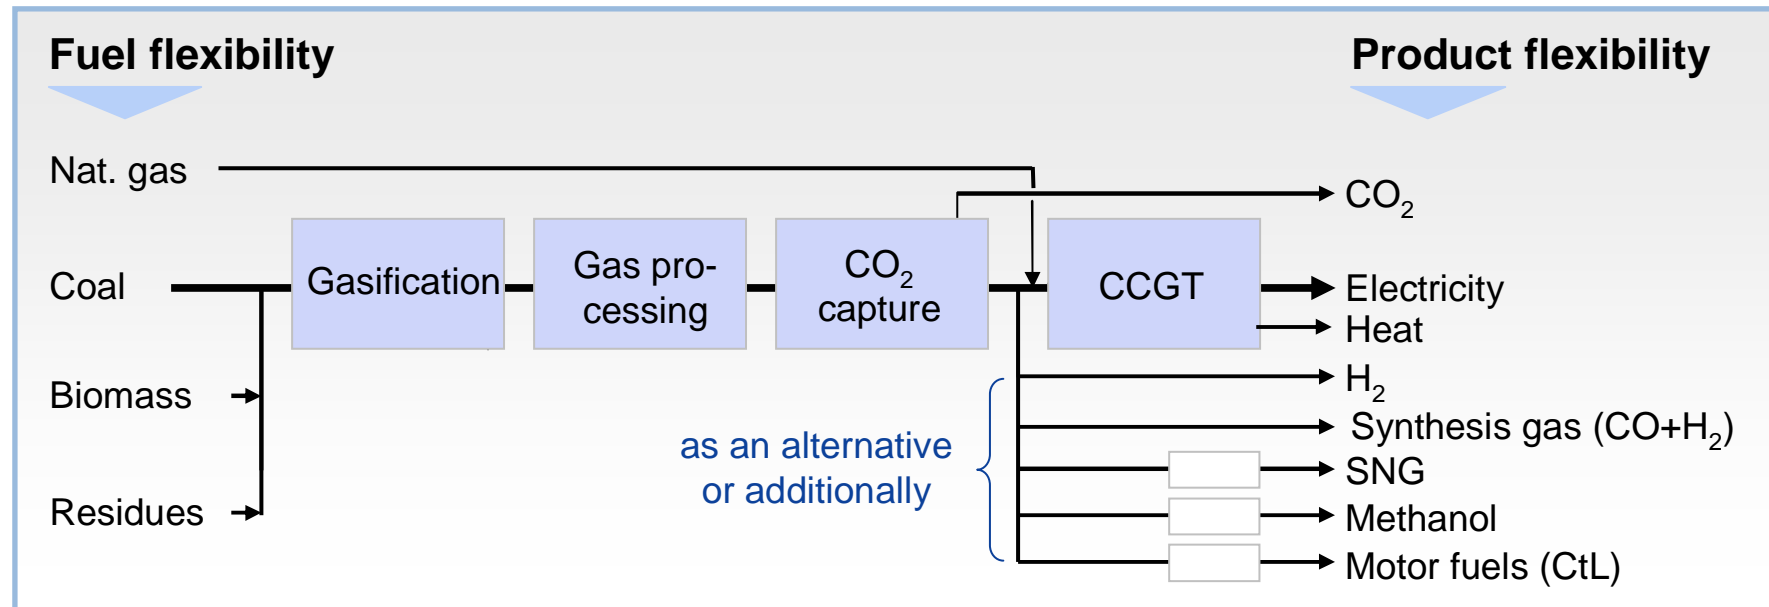 Fuel flexibility
Product flexibility
Nat. gas
CO₂
Coal
Gasification
Gas pro-
cessing
CO₂
capture
CCGT
Electricity
Heat
Biomass
H₂
as an alternative
or additionally
Synthesis gas (CO+H₂)
SNG
Residues
Methanol
Motor fuels (CtL)